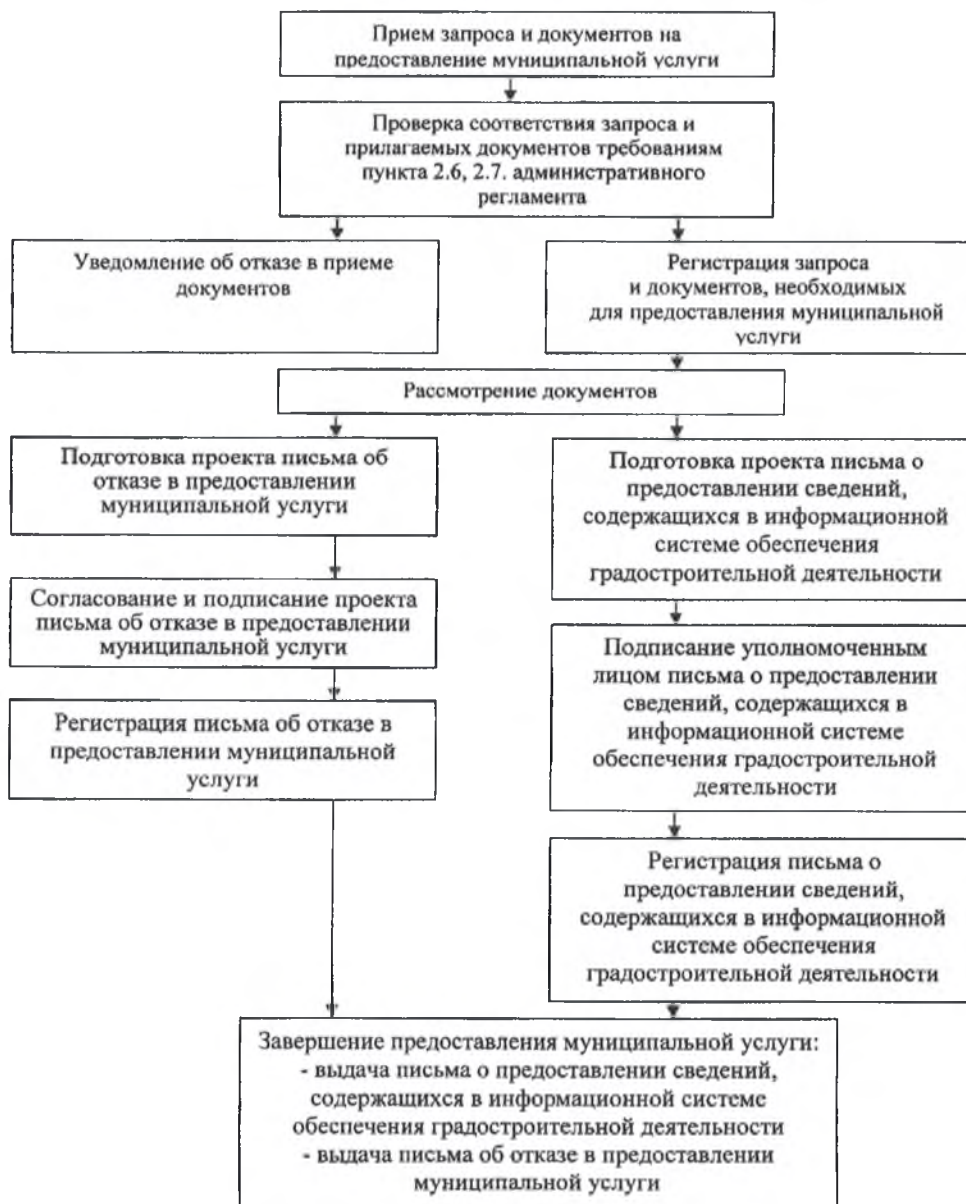 Прием запроса и документов на
предоставление муниципальной услуги
Проверка соответствия запроса и
прилагаемых документов требованиям
пункта 2.6, 2.7. административного
регламента
Уведомление об отказе в приеме
документов
Регистрация запроса
и документов, необходимых
для предоставления муниципальной
услуги
Рассмотрение документов
Подготовка проекта письма об
отказе в предоставлении
муниципальной услуги
Согласование и подписание проекта
письма об отказе в предоставлении
муниципальной услуги
Регистрация письма об отказе в
предоставлении муниципальной
услуги
Подготовка проекта письма о
предоставлении сведений,
содержащихся в информационной
системе обеспечения
градостроительной деятельности
Подписание уполномоченным
лицом письма о предоставлении
сведений, содержащихся в
информационной системе
обеспечения градостроительной
деятельности
Регистрация письма о
предоставлении сведений,
содержащихся в информационной
системе обеспечения
градостроительной деятельности
Завершение предоставления муниципальной услуги:
- выдача письма о предоставлении сведений,
содержащихся в информационной системе
обеспечения градостроительной деятельности
- выдача письма об отказе в предоставлении
муниципальной услуги